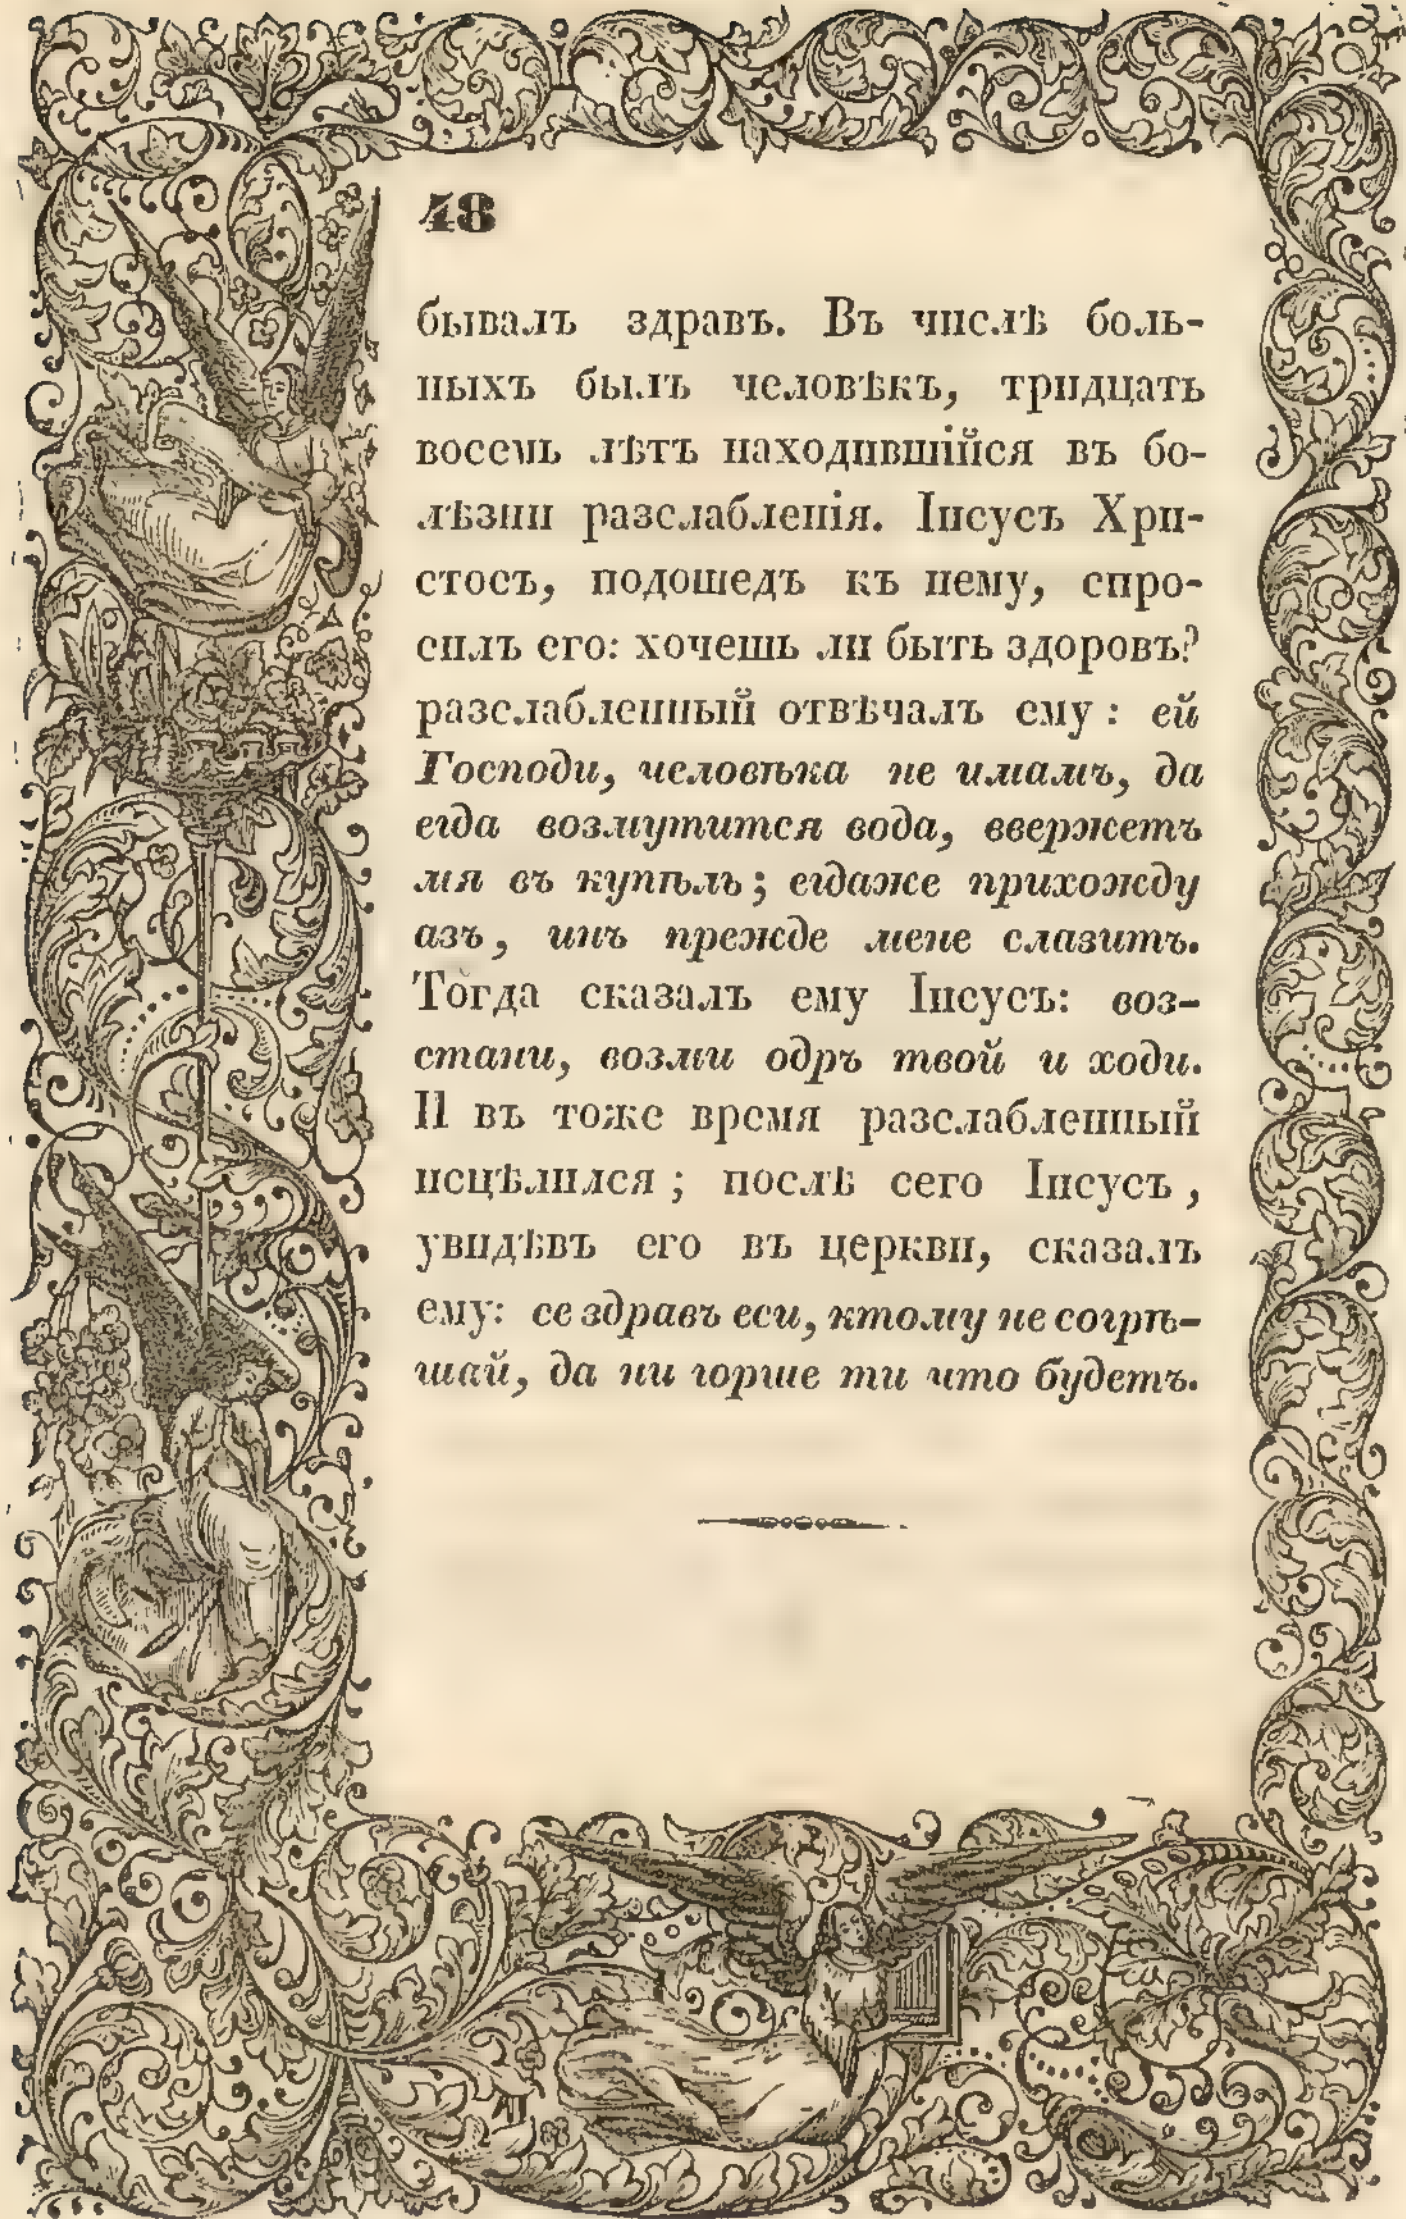 48
бывалъ здравъ. Въ числѣ боль-
ныхъ былъ человѣкъ, тридцать
восемь лѣтъ находившійся въ бо-
лѣзни разслабленія. Іисусъ Хри-
стосъ, подошедъ къ нему, спро-
силъ его: хочешь ли быть здоровъ?
разслабленный отвѣчалъ ему: ей
Господи, человѣка не имамъ, да
егда возмутится вода, ввержетъ
мя въ купѣль; егдаже прихожду
азъ, инъ прежде мене слазитъ.
Тогда сказалъ ему Іисусъ: воз-
стани, возми одръ твой и ходи.
И въ тоже время разслабленный
исцѣлился; послѣ сего Іисусъ,
увидѣвъ его въ церкви, сказалъ
ему: се здравъ еси, ктому не согрѣ-
шай, да ни горше ти что будетъ.